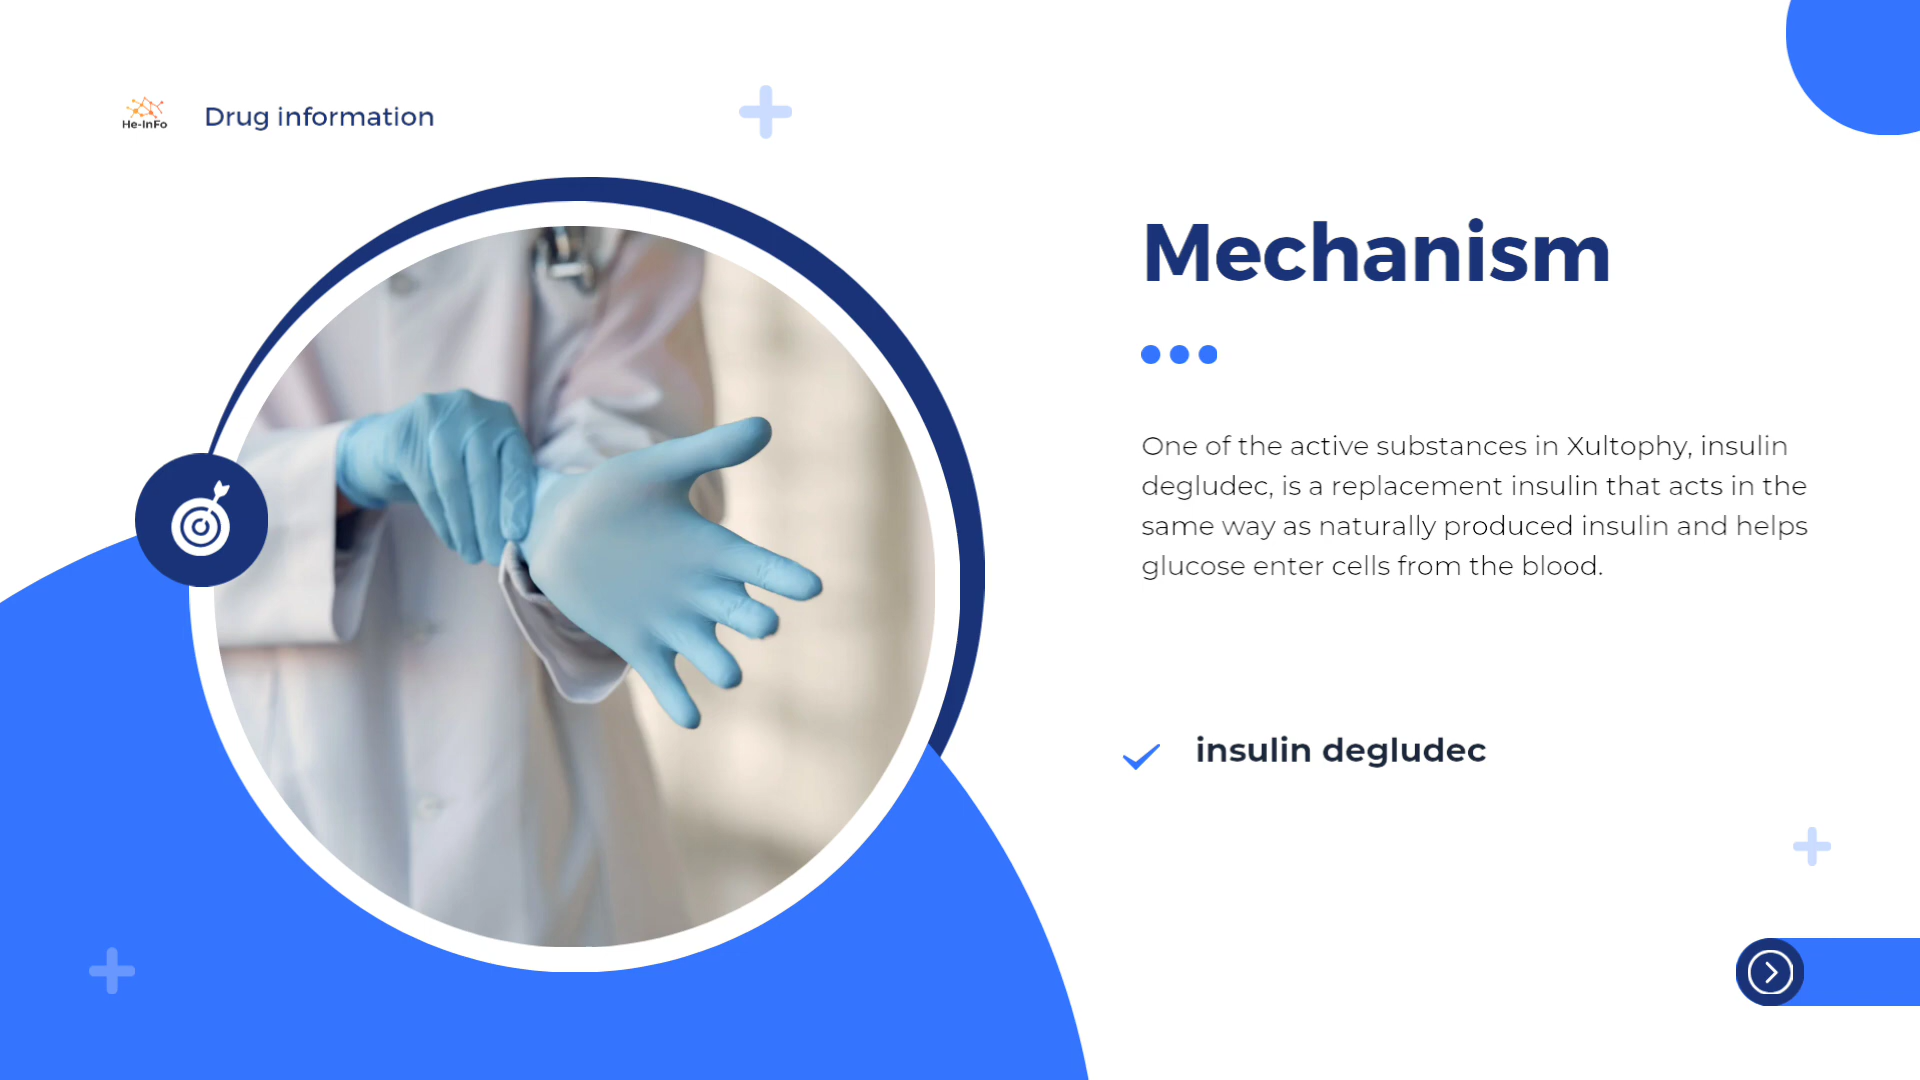 He-InFo
Drug information
Mechanism
One of the active substances in Xultophy, insulin
degludec, is a replacement insulin that acts in the
same way as naturally produced insulin and helps
glucose enter cells from the blood.
insulin degludec